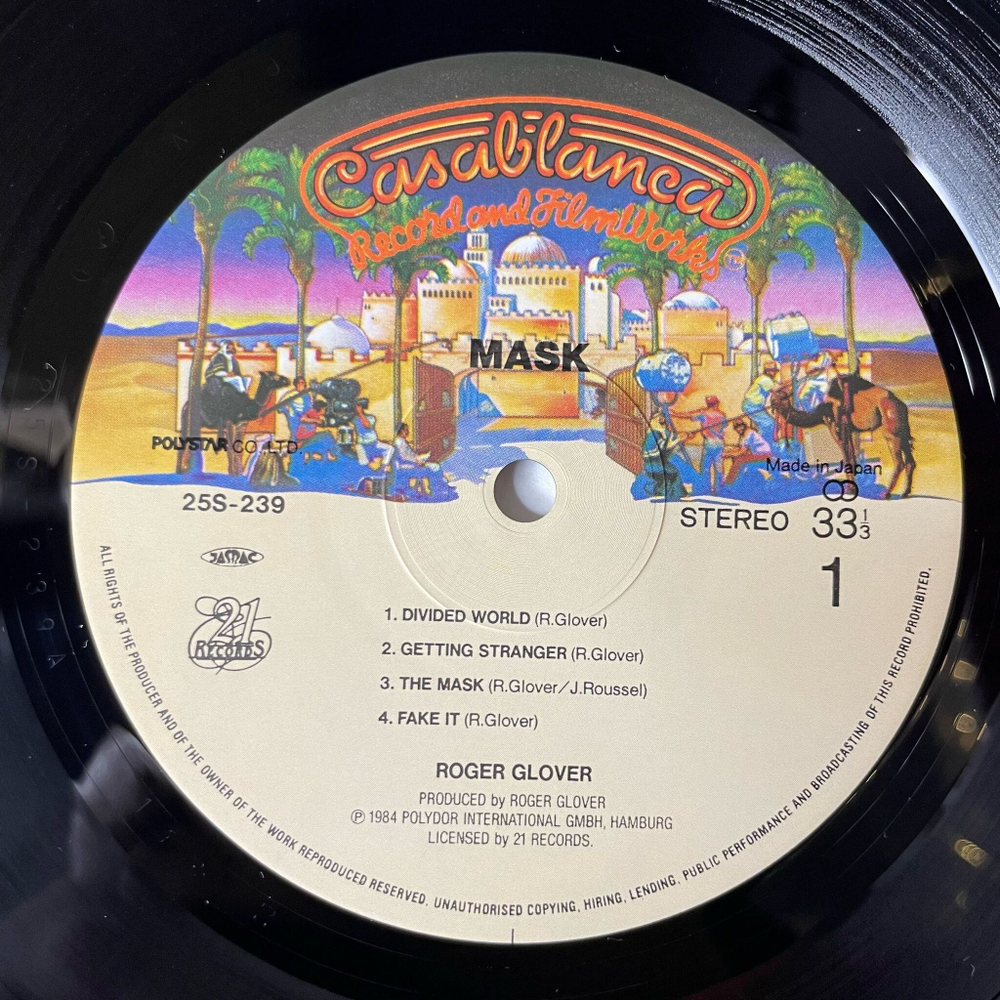 Casablanca
Record and FilmWorks
TM
MASK
POLYSTAR CO., LTD.
Made in Japan
25S-239
STEREO 33 1/3
1
JASRAC
21
RECORDS
1. DIVIDED WORLD (R.Glover)
2. GETTING STRANGER (R.Glover)
3. THE MASK (R.Glover/J.Roussel)
4. FAKE IT (R.Glover)
ROGER GLOVER
PRODUCED by ROGER GLOVER
℗ 1984 POLYDOR INTERNATIONAL GMBH, HAMBURG
LICENSED by 21 RECORDS.
ALL RIGHTS OF THE PRODUCER AND OF THE OWNER OF THE WORK REPRODUCED RESERVED. UNAUTHORISED COPYING, HIRING, LENDING, PUBLIC PERFORMANCE AND BROADCASTING OF THIS RECORD PROHIBITED.